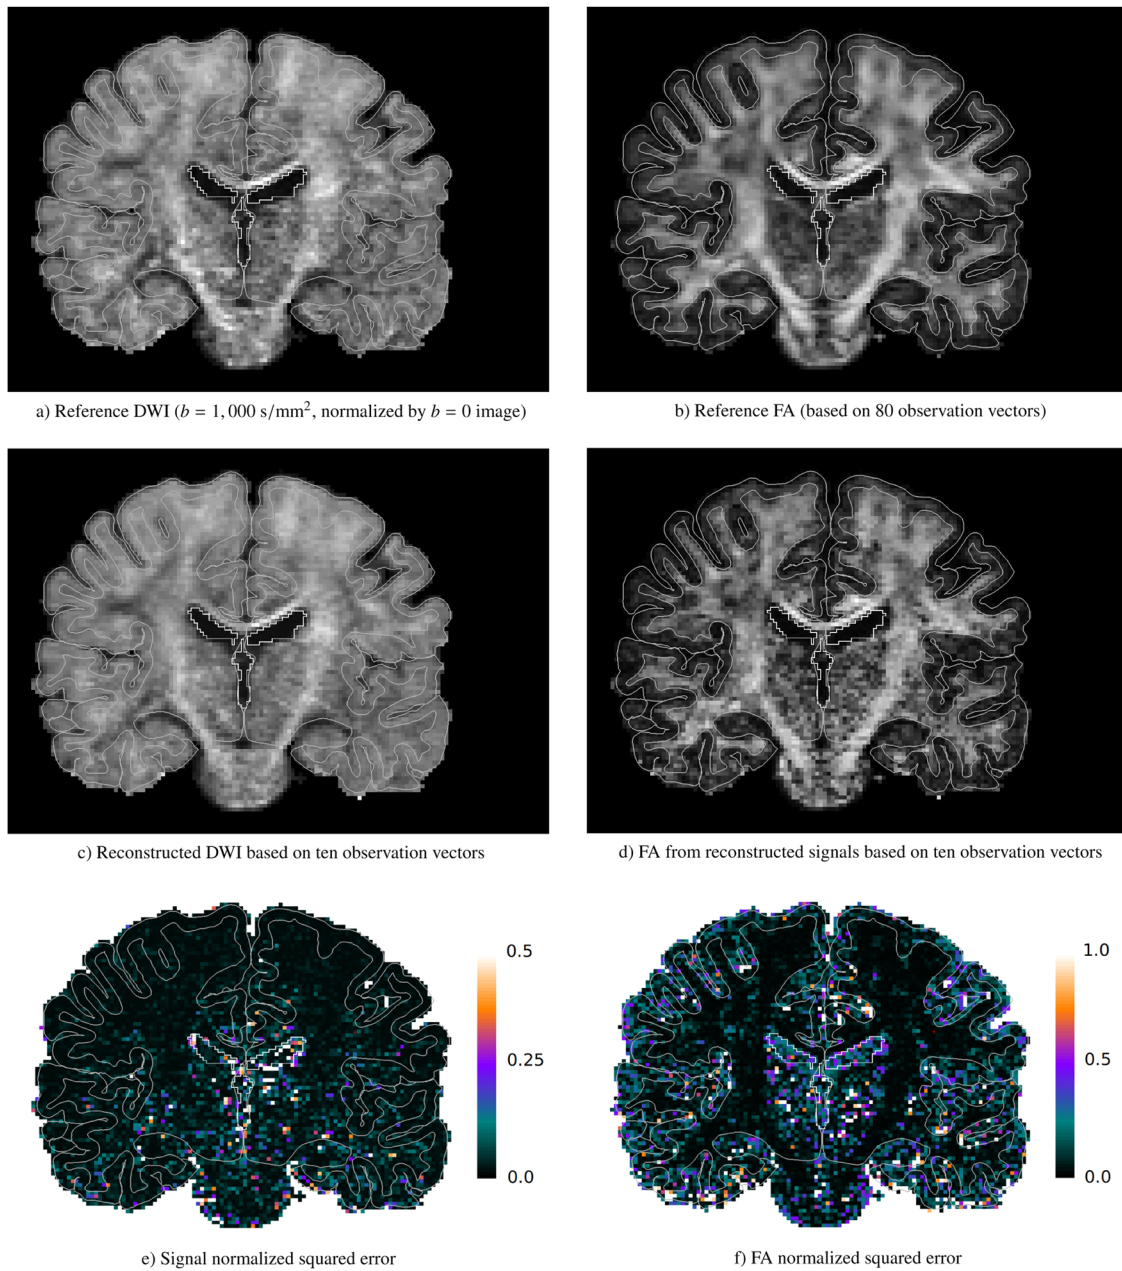 a) Reference DWI (b = 1, 000 s/mm², normalized by b = 0 image)
b) Reference FA (based on 80 observation vectors)
c) Reconstructed DWI based on ten observation vectors
d) FA from reconstructed signals based on ten observation vectors
0.5
0.25
0.0
1.0
0.5
0.0
e) Signal normalized squared error
f) FA normalized squared error